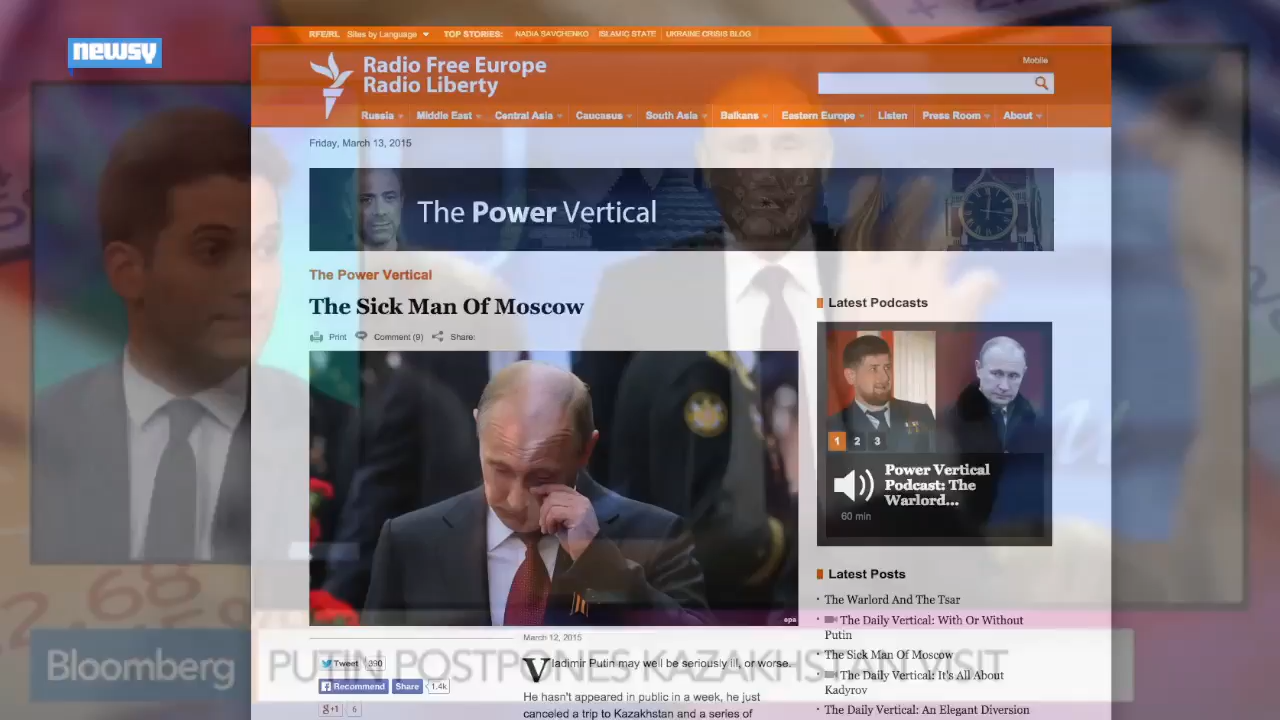 newsy
RFE/RL Sites by Language TOP STORIES: NADIA SAVCHENKO ISLAMIC STATE UKRAINE CRISIS BLOG
Mobile
Radio Free Europe
Radio Liberty
Russia Middle East Central Asia Caucasus South Asia Balkans Eastern Europe Listen Press Room About
Friday, March 13, 2015
The Power Vertical
The Power Vertical
The Sick Man Of Moscow
Print Comment (9) Share:
epa
March 12, 2015
Tweet 390
Recommend Share 1.4k
g+1 6
Vladimir Putin may well be seriously ill, or worse.
He hasn't appeared in public in a week, he just
canceled a trip to Kazakhstan and a series of
Latest Podcasts
1 2 3
Power Vertical
Podcast: The
Warlord...
60 min
Latest Posts
The Warlord And The Tsar
The Daily Vertical: With Or Without
Putin
The Sick Man Of Moscow
The Daily Vertical: It's All About
Kadyrov
The Daily Vertical: An Elegant Diversion
2.68
Bloomberg PUTIN POSTPONES KAZAKHSTAN VISIT